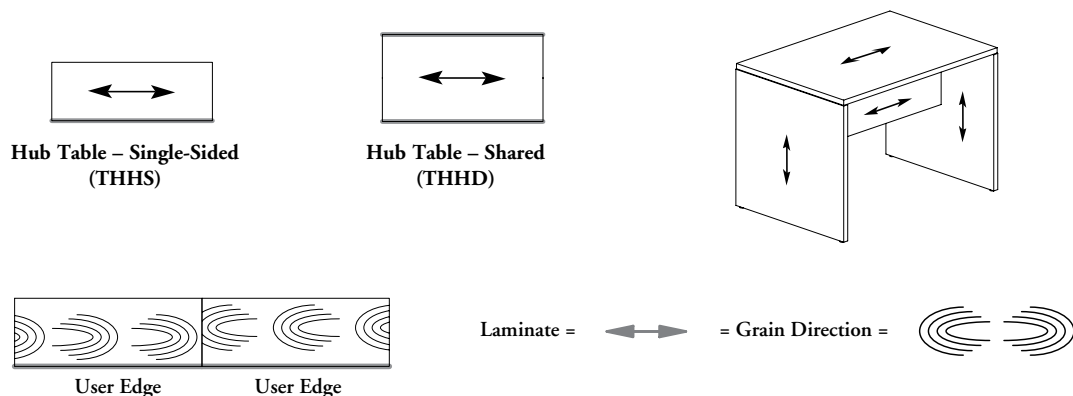 Hub Table – Single-Sided
(THHS)
Hub Table – Shared
(THHD)
User Edge
User Edge
Laminate =
= Grain Direction =